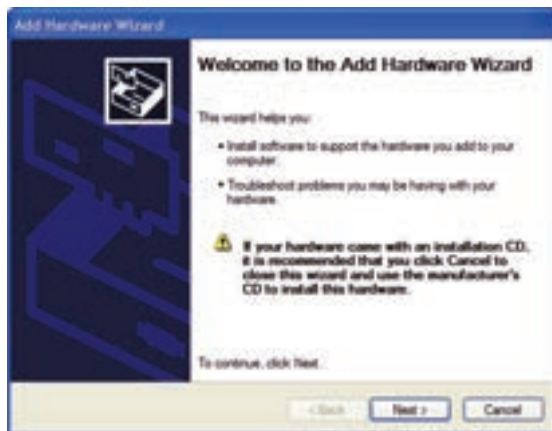 Add Hardware Wizard
Welcome to the Add Hardware Wizard
This wizard helps you:
• Install software to support the hardware you add to your
computer.
• Troubleshoot problems you may be having with your
hardware.
If your hardware came with an installation CD,
it is recommended that you click Cancel to
close this wizard and use the manufacturer's
CD to install this hardware.
To continue, click Next.
< Back
Next >
Cancel